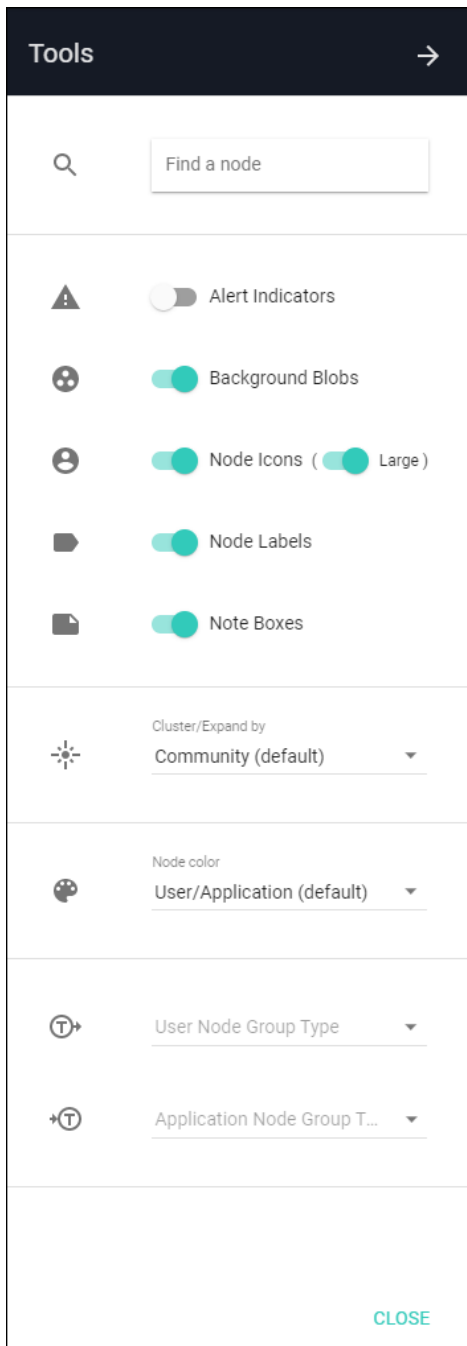 Tools
Find a node
Alert Indicators
Background Blobs
Node Icons ( Large )
Node Labels
Note Boxes
Cluster/Expand by
Community (default)
Node color
User/Application (default)
T
User Node Group Type
T
Application Node Group T...
CLOSE